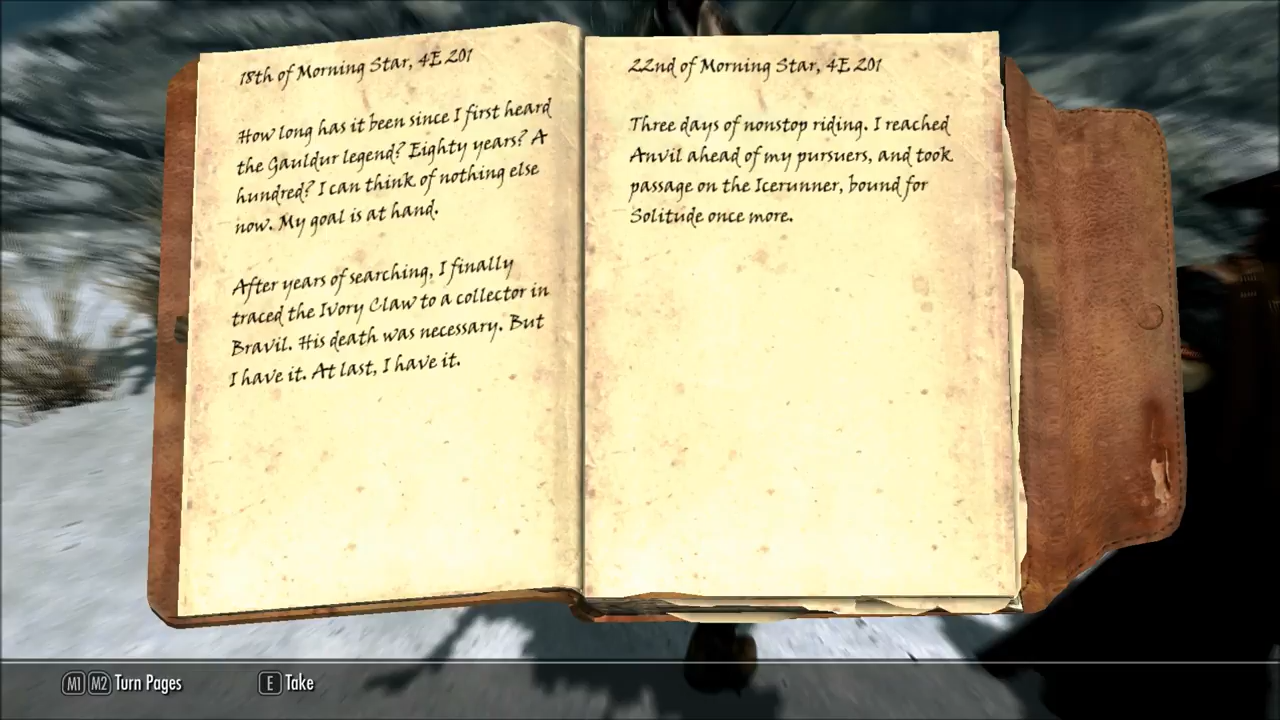 18th of Morning Star, 4E 201
How long has it been since I first heard
the Gauldur legend? Eighty years? A
hundred? I can think of nothing else
now. My goal is at hand.
After years of searching, I finally
traced the Ivory Claw to a collector in
Bravil. His death was necessary. But
I have it. At last, I have it.
22nd of Morning Star, 4E 201
Three days of nonstop riding. I reached
Anvil ahead of my pursuers, and took
passage on the Icerunner, bound for
Solitude once more.
M1 M2 Turn Pages
E Take